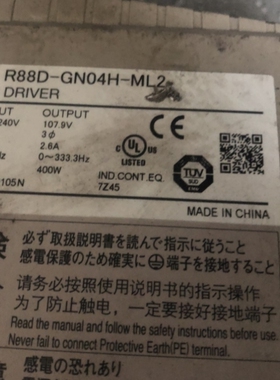 R88D-GN04H-ML2
DRIVER
UT OUTPUT
240V 107.9V
3ø
2.6A
Hz 0~333.3Hz
400W
105N
C UL US
LISTED
IND.CONT.EQ.
7Z45
TÜV
MADE IN CHINA
必ず取扱説明書を読んで指示に従うこと
感電保護のため確実に端子を接地すること
请务必按照使用说明书的指示操作
为了防止触电，一定要接好接地端子
Read the manual and follow the safety instructions before use.
Never fail to connect Protective Earth(PE) terminal.
感電の恐れあり